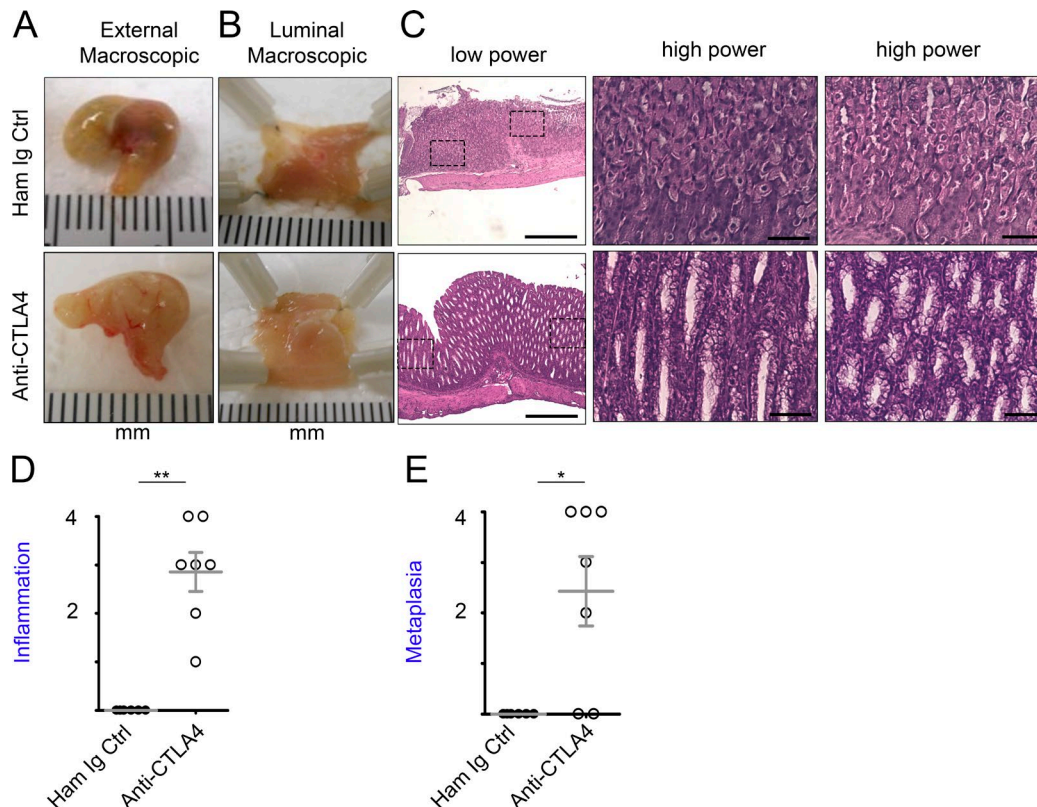 A
External
Macroscopic
B
Luminal
Macroscopic
C
low power
high power
high power
Ham Ig Ctrl
Anti-CTLA4
mm
mm
D
**
4
2
Inflammation
Ham Ig Ctrl
Anti-CTLA4
E
*
4
2
Metaplasia
Ham Ig Ctrl
Anti-CTLA4